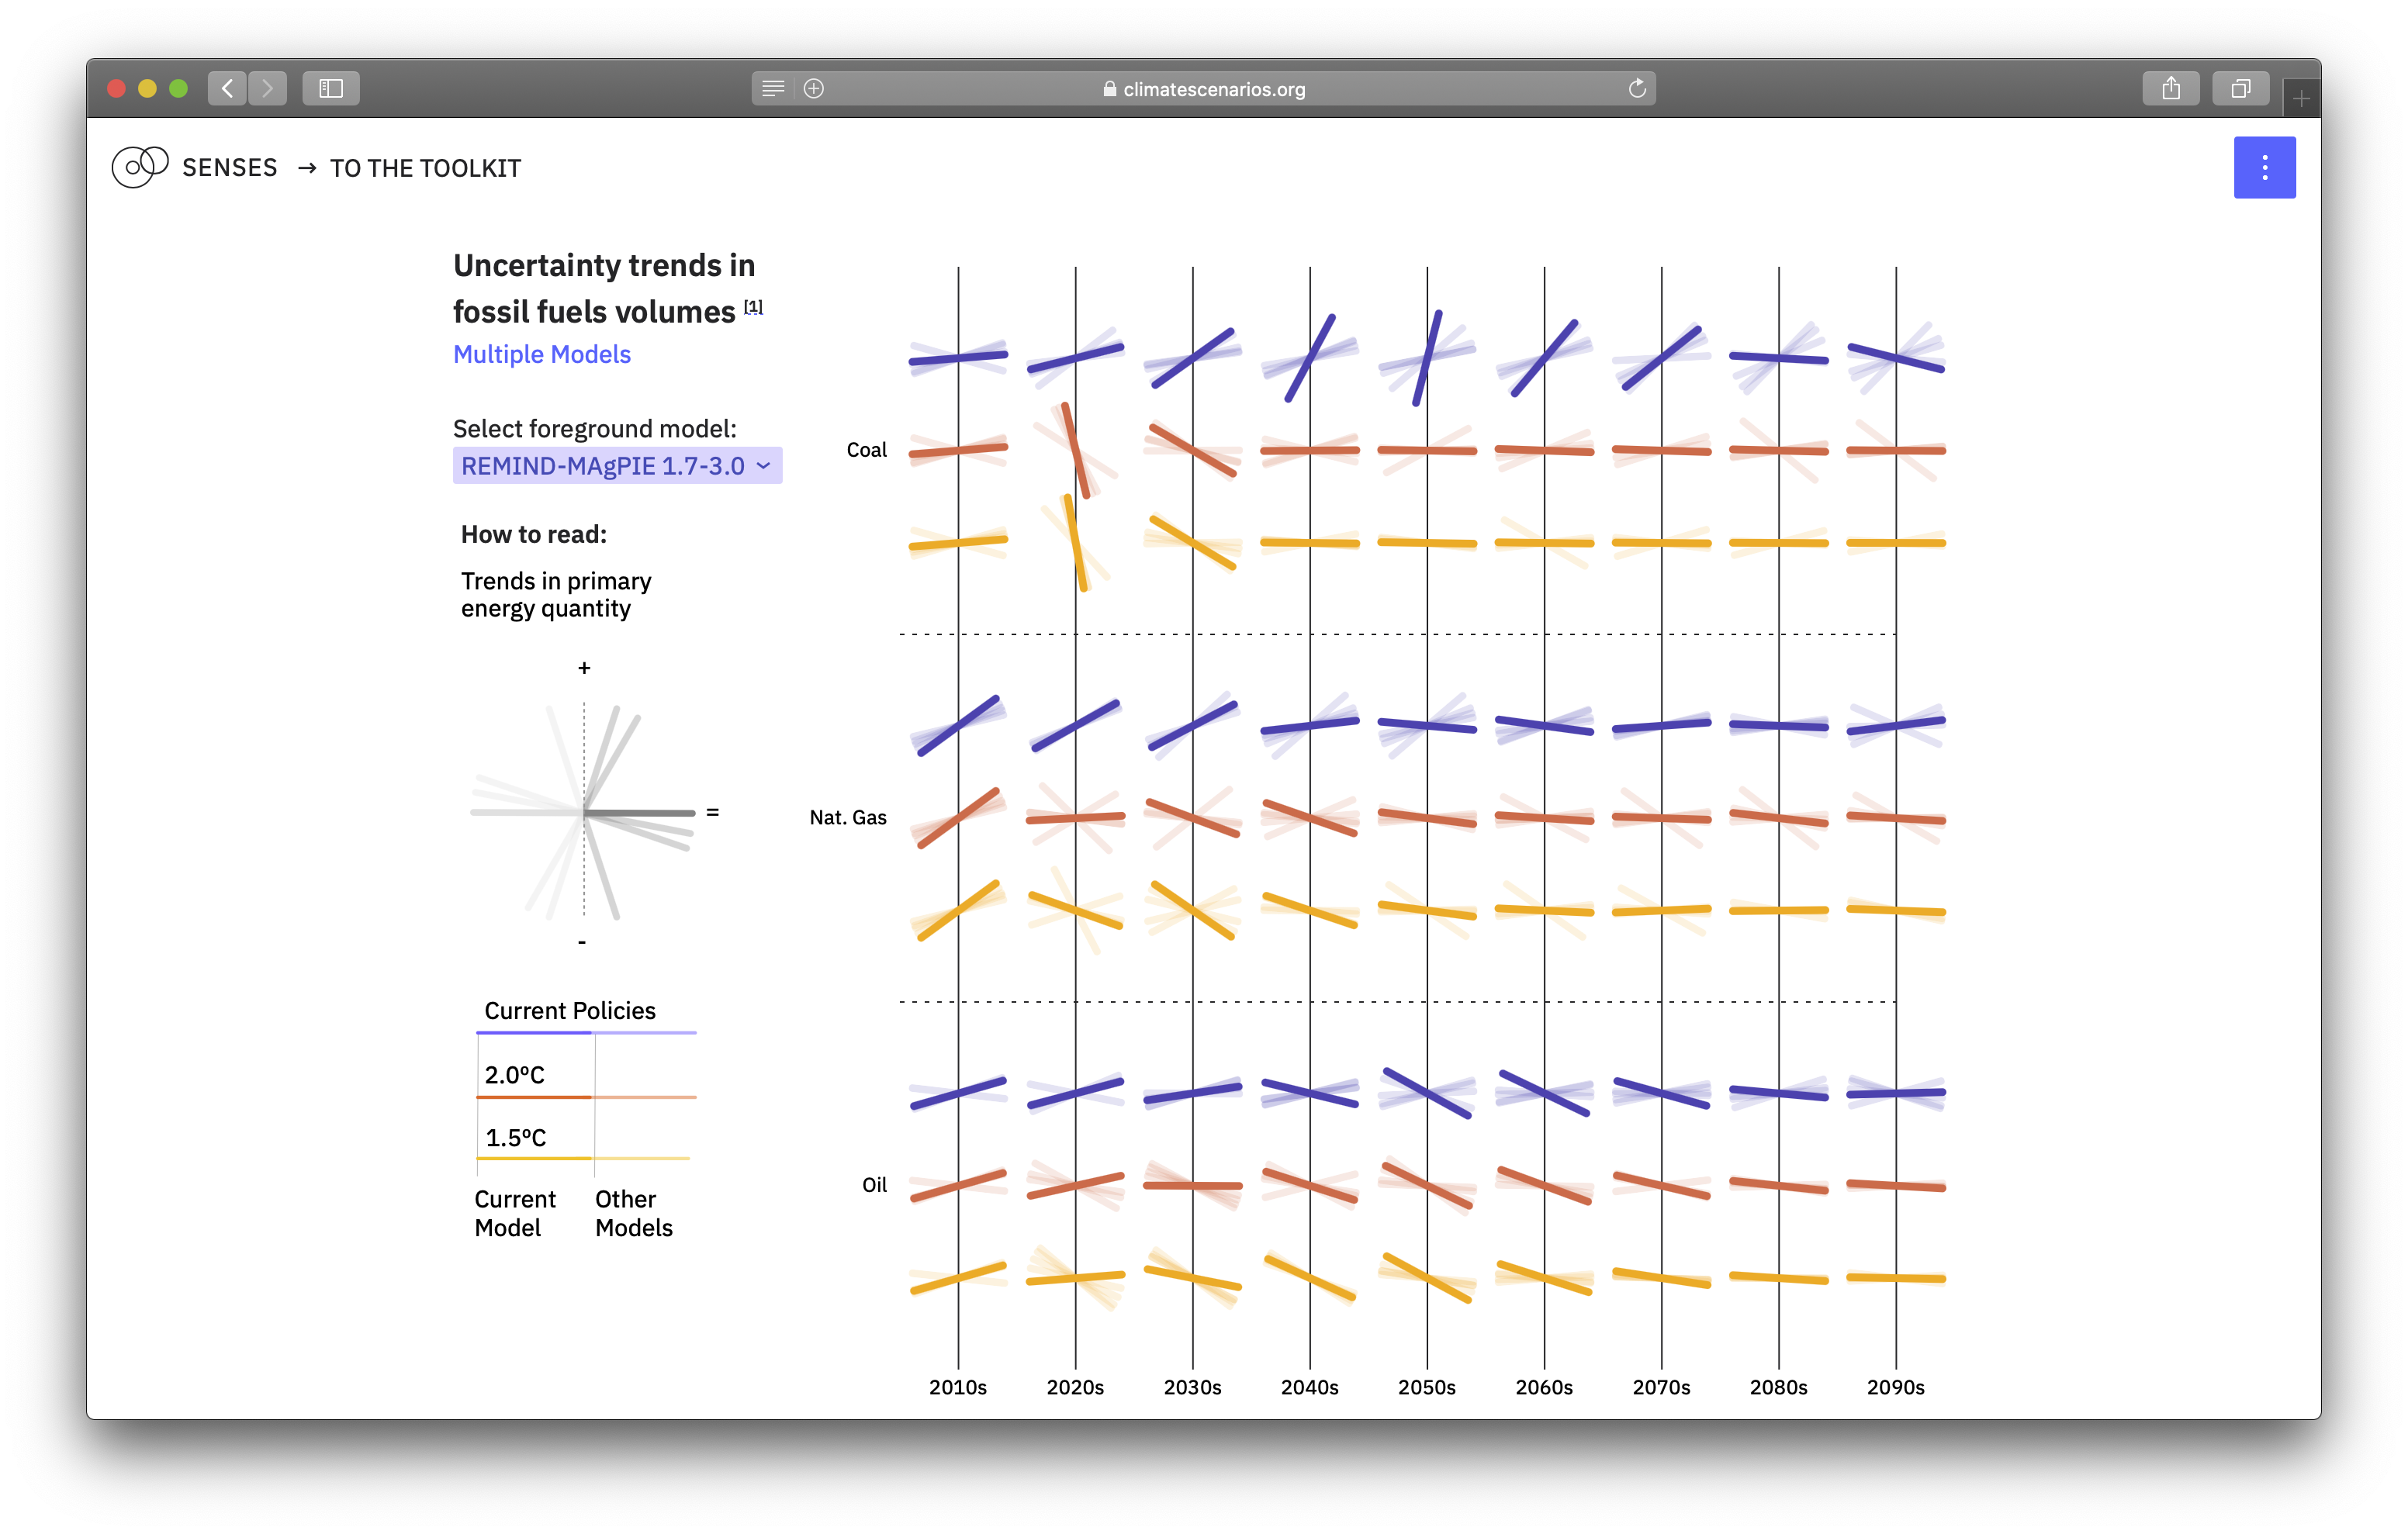 climatescenarios.org
SENSES → TO THE TOOLKIT
Uncertainty trends in
fossil fuels volumes [1]
Multiple Models
Select foreground model:
REMIND-MAgPIE 1.7-3.0
How to read:
Trends in primary
energy quantity
+
=
-
Current Policies
2.0ºC
1.5ºC
Current
Model
Other
Models
Coal
Nat. Gas
Oil
2010s 2020s 2030s 2040s 2050s 2060s 2070s 2080s 2090s